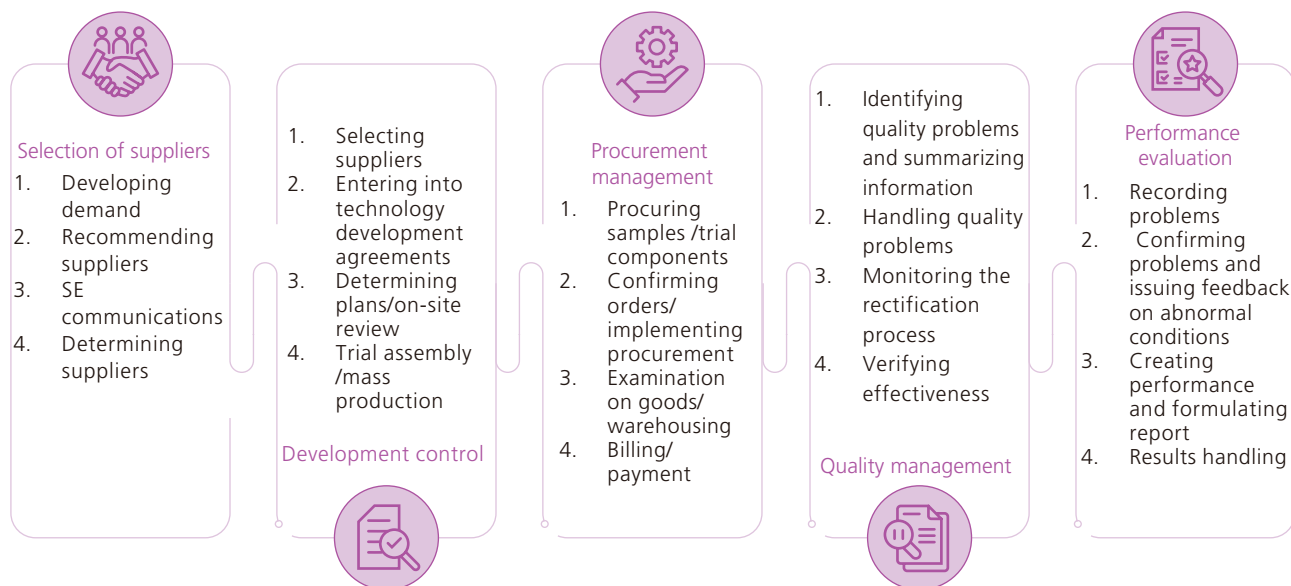 Selection of suppliers
1. Developing
demand
2. Recommending
suppliers
3. SE
communications
4. Determining
suppliers
1. Selecting
suppliers
2. Entering into
technology
development
agreements
3. Determining
plans/on-site
review
4. Trial assembly
/mass
production
Development control
Procurement
management
1. Procuring
samples /trial
components
2. Confirming
orders/
implementing
procurement
3. Examination
on goods/
warehousing
4. Billing/
payment
1. Identifying
quality problems
and summarizing
information
2. Handling quality
problems
3. Monitoring the
rectification
process
4. Verifying
effectiveness
Quality management
Performance
evaluation
1. Recording
problems
2. Confirming
problems and
issuing feedback
on abnormal
conditions
3. Creating
performance
and formulating
report
4. Results handling